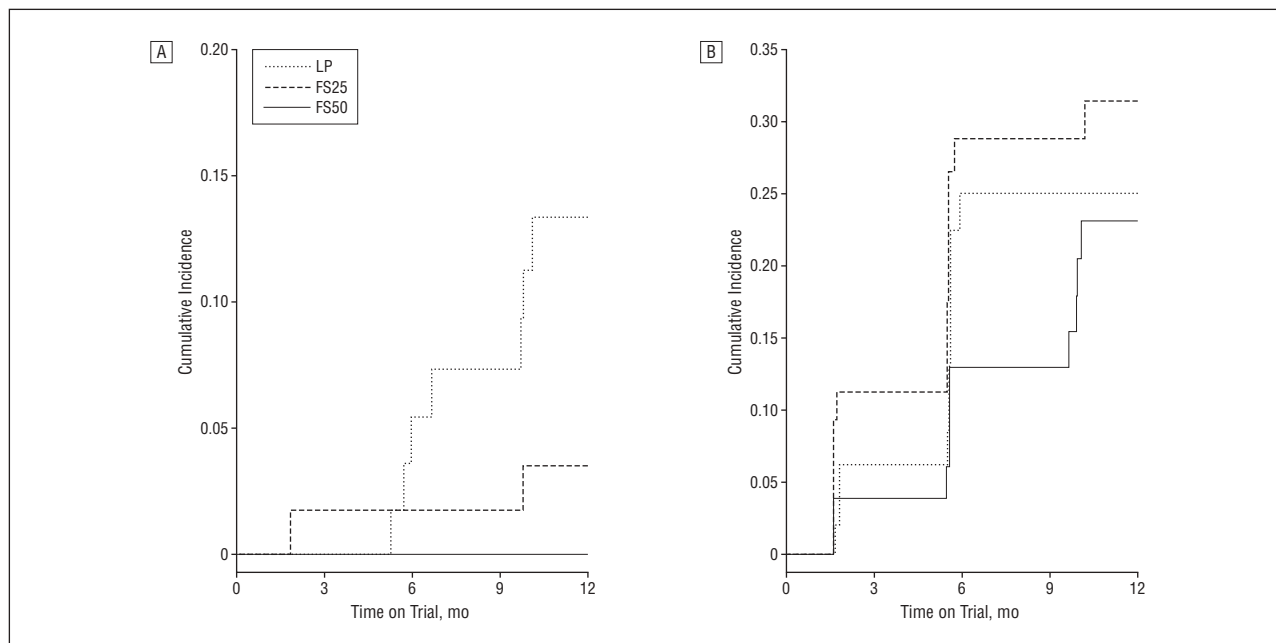 A
0.20
0.15
0.10
0.05
0
Cumulative Incidence
LP
FS25
FS50
0 3 6 9 12
Time on Trial, mo
B
0.35
0.30
0.25
0.20
0.15
0.10
0.05
0
Cumulative Incidence
0 3 6 9 12
Time on Trial, mo